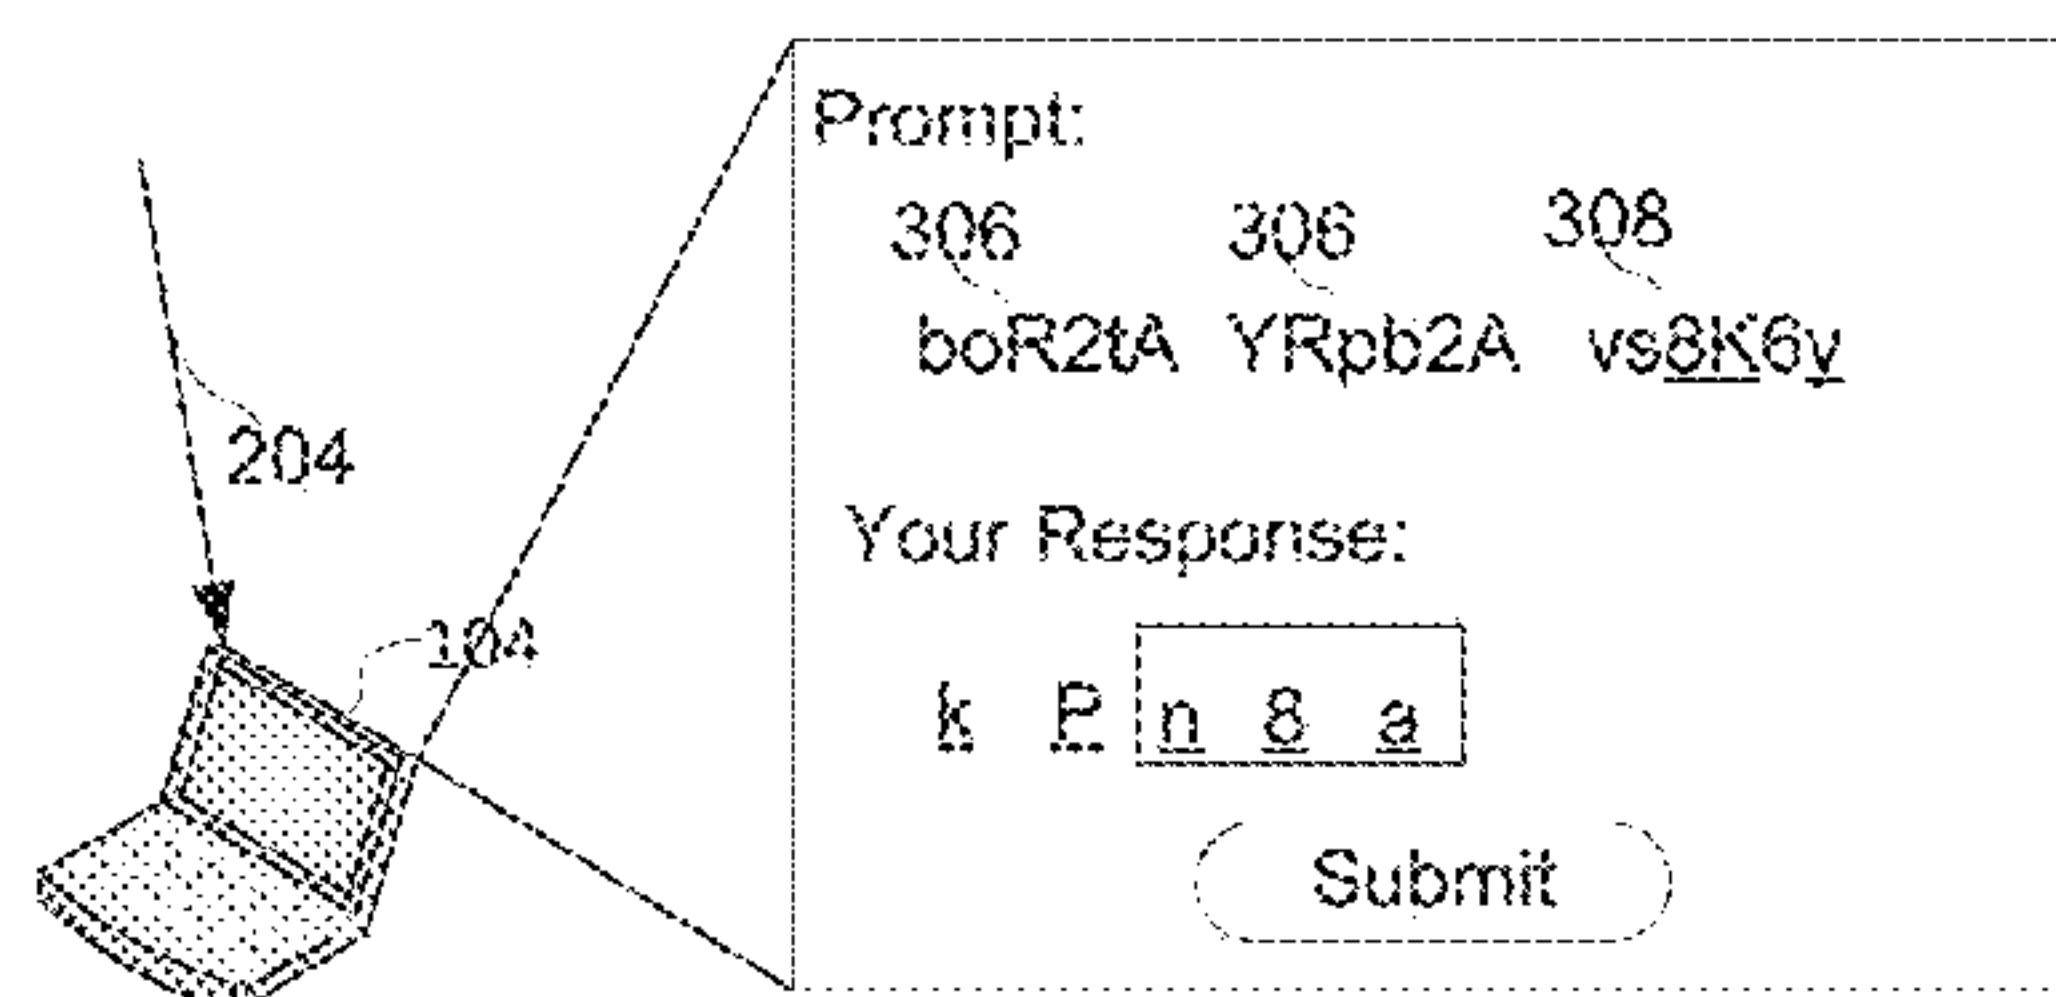 Prompt:
306 306 308
boR2tA YRpb2A vs8K6y
204
Your Response:
104
k P n 8 a
Submit